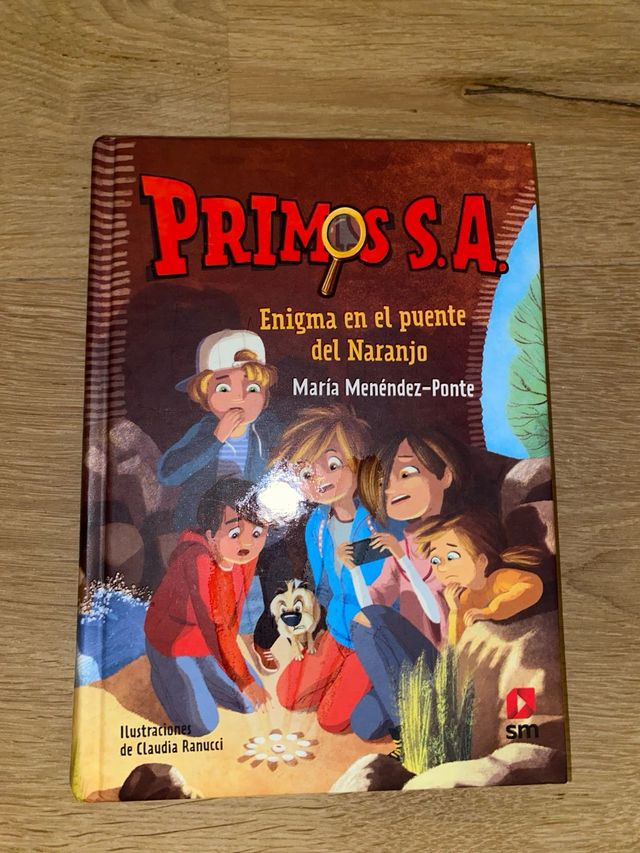 PRIMOS S.A.
Enigma en el puente
del Naranjo
María Menéndez-Ponte
Ilustraciones
de Claudia Ranucci
sm